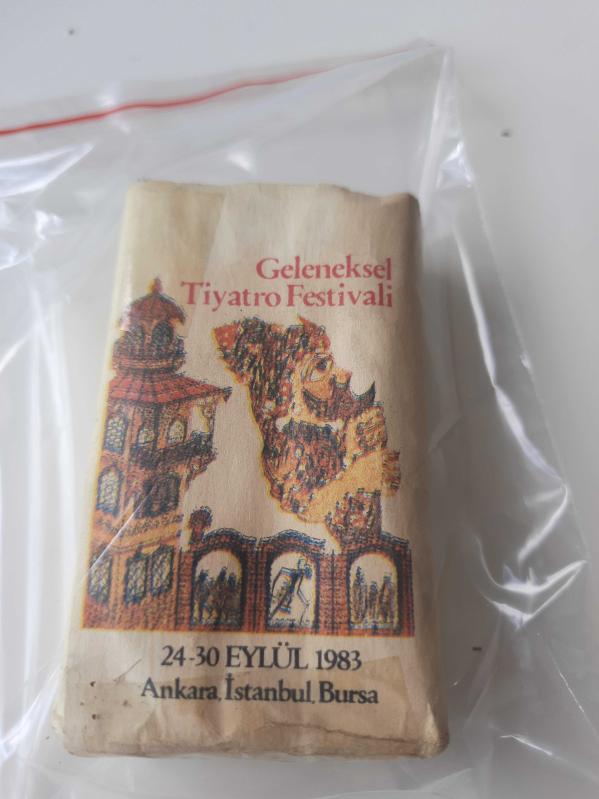 Geleneksel
Tiyatro Festivali
24-30 EYLÜL 1983
Ankara, İstanbul, Bursa